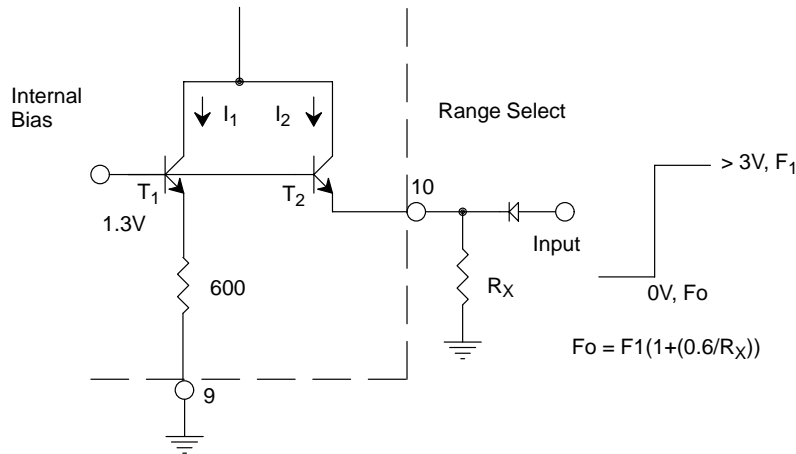 Internal
Bias
I1
I2
Range Select
> 3V, F1
10
T1
T2
1.3V
Input
600
RX
0V, Fo
Fo = F1(1+(0.6/RX))
9